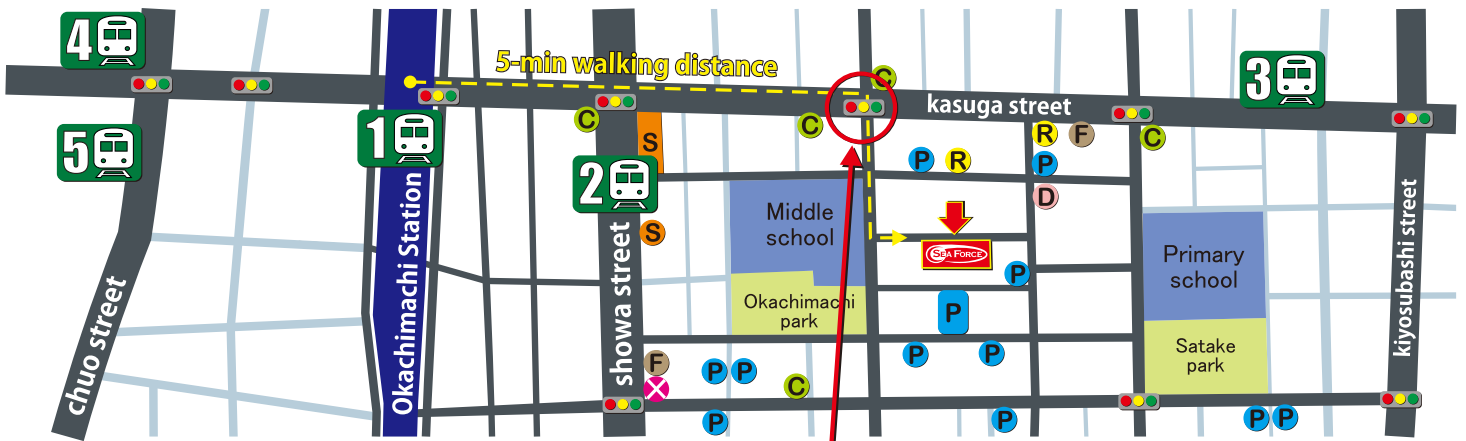 4
5-min walking distance
3
C
kasuga street
1
C
C
R
F
C
5
S
2
P
R
P
D
Middle
school
S
SEA FORCE
Primary
school
P
Okachimachi
park
P
Satake
park
chuo street
Okachimachi Station
showa street
kiyosubashi street
F
P
P
P
P
C
P
P
P
P